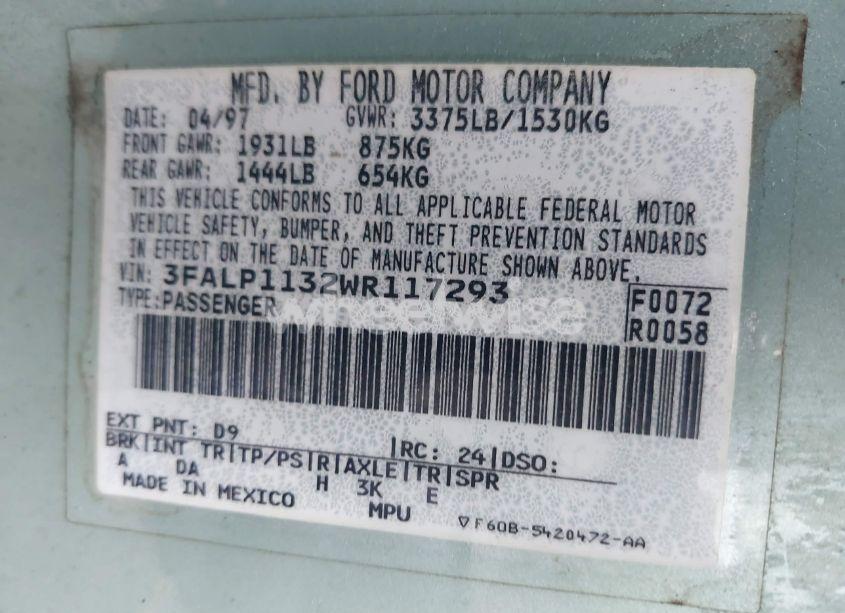 MFD. BY FORD MOTOR COMPANY
DATE: 04/97 GVWR: 3375LB/1530KG
FRONT GAWR: 1931LB 875KG
REAR GAWR: 1444LB 654KG
THIS VEHICLE CONFORMS TO ALL APPLICABLE FEDERAL MOTOR
VEHICLE SAFETY, BUMPER, AND THEFT PREVENTION STANDARDS
IN EFFECT ON THE DATE OF MANUFACTURE SHOWN ABOVE.
VIN: 3FALP1132WR117293 F0072
TYPE: PASSENGER R0058
wheelwise
EXT PNT: D9 RC: 24 DSO:
BRK INT TR TP/PS R AXLE TR SPR
A DA H 3K E
MADE IN MEXICO MPU
F60B-5420472-AA